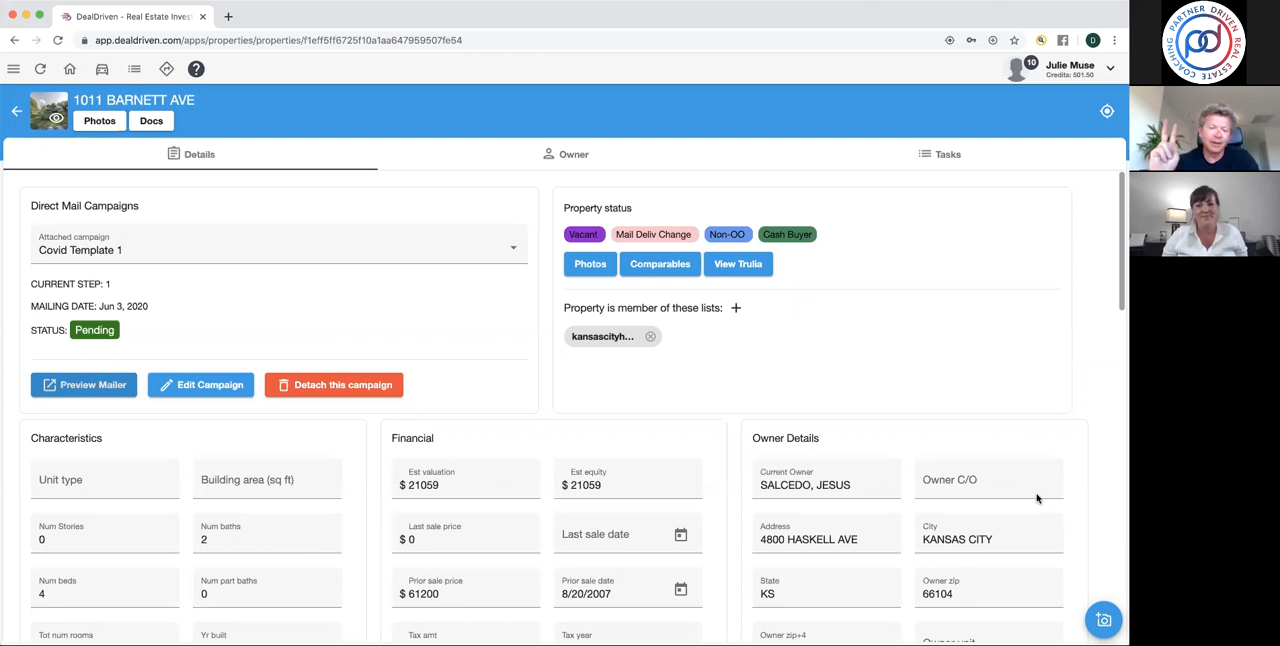 DealDriven - Real Estate Inves
app.dealdriven.com/apps/properties/properties/f1eff5ff6725f10a1aa647959507fe54
D
10
Julie Muse
Credits: 501.50
PARTNER DRIVEN
REAL ESTATE COACHING
pd
1011 BARNETT AVE
Photos
Docs
Details
Owner
Tasks
Direct Mail Campaigns
Attached campaign
Covid Template 1
CURRENT STEP: 1
MAILING DATE: Jun 3, 2020
STATUS: Pending
Preview Mailer
Edit Campaign
Detach this campaign
Property status
Vacant
Mail Deliv Change
Non-OO
Cash Buyer
Photos
Comparables
View Trulia
Property is member of these lists: +
kansascityh...
Characteristics
Unit type
Building area (sq ft)
Num Stories
0
Num baths
2
Num beds
4
Num part baths
0
Tot num rooms
Yr built
Financial
Est valuation
$ 21059
Est equity
$ 21059
Last sale price
$ 0
Last sale date
Prior sale price
$ 61200
Prior sale date
8/20/2007
Tax amt
Tax year
Owner Details
Current Owner
SALCEDO, JESUS
Owner C/O
Address
4800 HASKELL AVE
City
KANSAS CITY
State
KS
Owner zip
66104
Owner zip+4
Owner unit